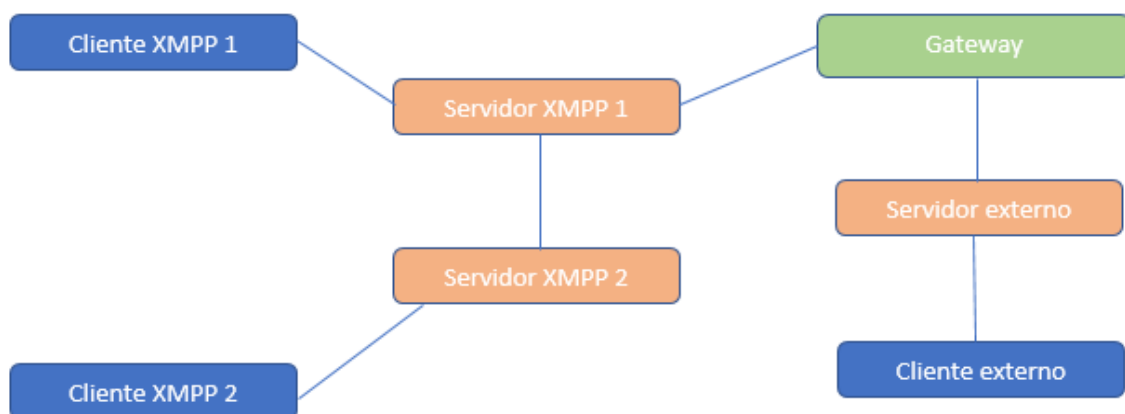 Cliente XMPP 1
Gateway
Servidor XMPP 1
Servidor externo
Servidor XMPP 2
Cliente externo
Cliente XMPP 2